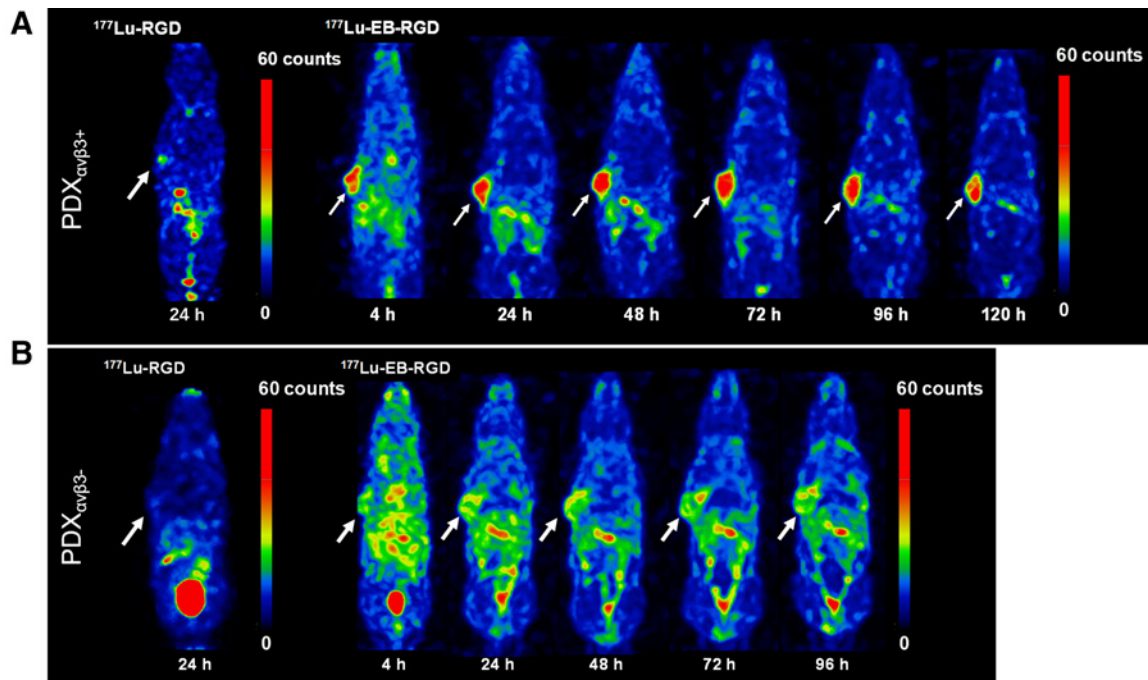 A
¹⁷⁷Lu-RGD
¹⁷⁷Lu-EB-RGD
60 counts
60 counts
PDXαvβ3+
0
0
24 h
4 h
24 h
48 h
72 h
96 h
120 h
B
¹⁷⁷Lu-RGD
¹⁷⁷Lu-EB-RGD
60 counts
60 counts
PDXαvβ3-
0
0
24 h
4 h
24 h
48 h
72 h
96 h